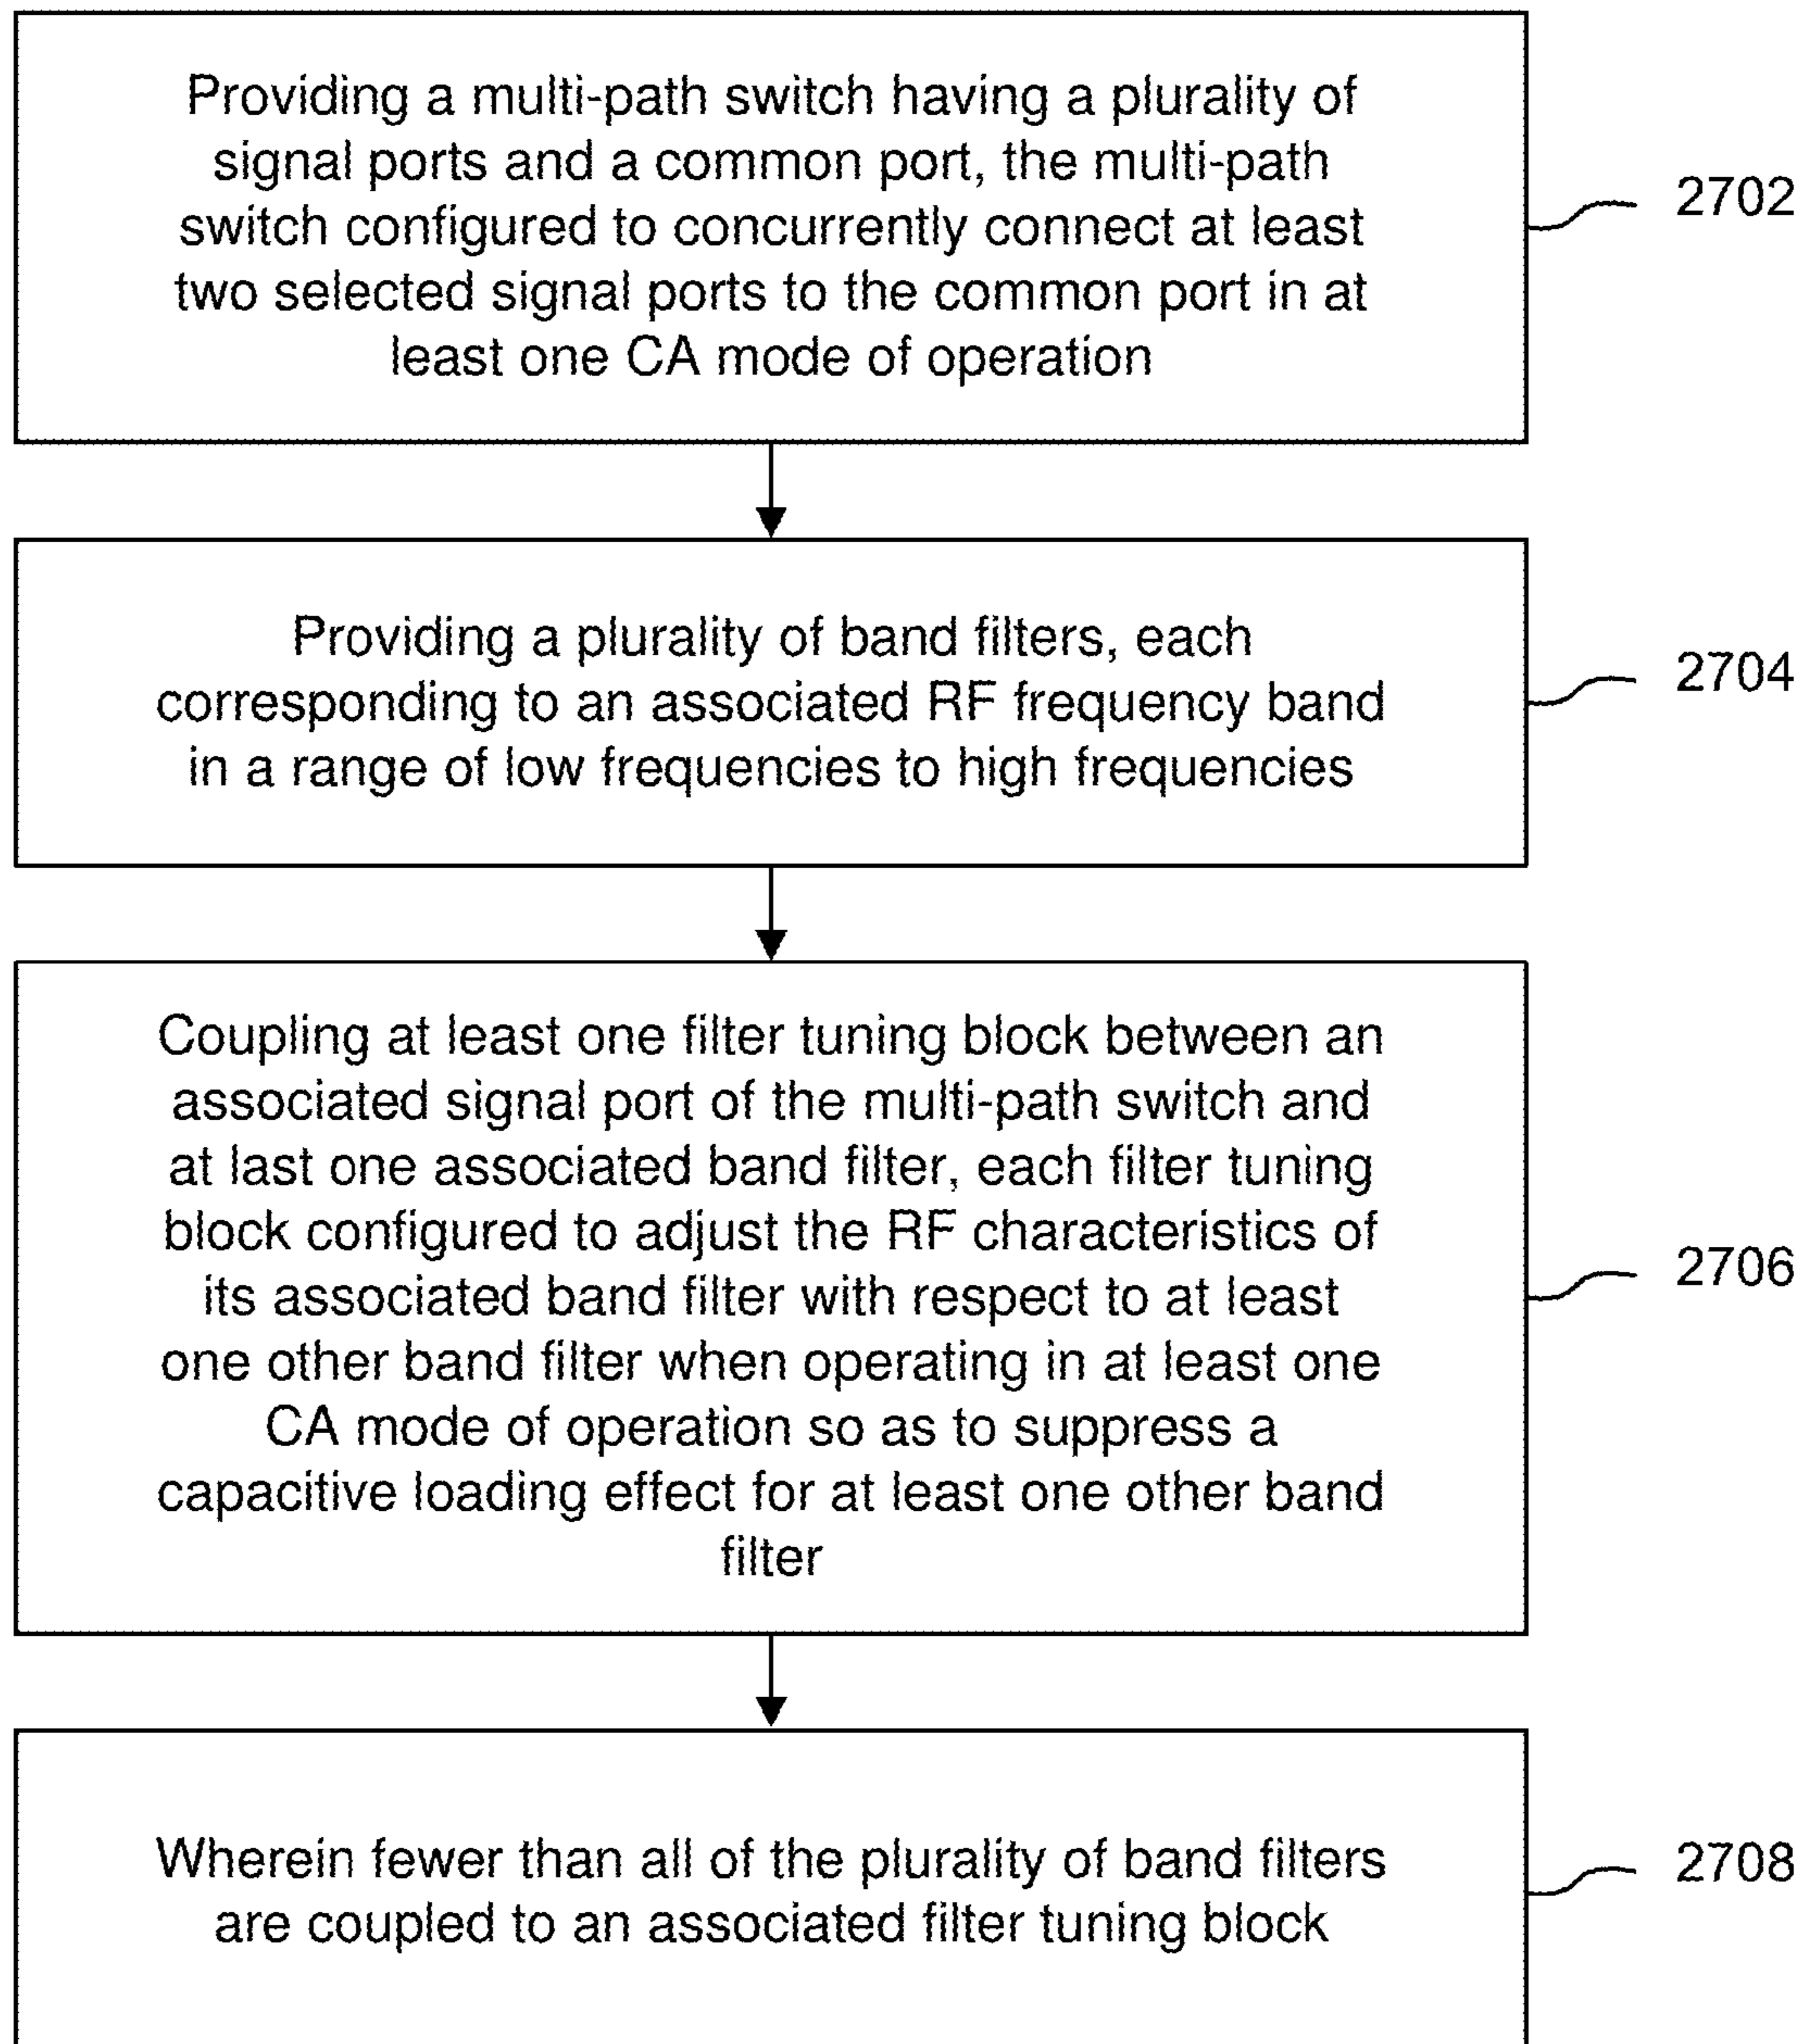 Providing a multi-path switch having a plurality of
signal ports and a common port, the multi-path
switch configured to concurrently connect at least
two selected signal ports to the common port in at
least one CA mode of operation
2702
Providing a plurality of band filters, each
corresponding to an associated RF frequency band
in a range of low frequencies to high frequencies
2704
Coupling at least one filter tuning block between an
associated signal port of the multi-path switch and
at last one associated band filter, each filter tuning
block configured to adjust the RF characteristics of
its associated band filter with respect to at least
one other band filter when operating in at least one
CA mode of operation so as to suppress a
capacitive loading effect for at least one other band
filter
2706
Wherein fewer than all of the plurality of band filters
are coupled to an associated filter tuning block
2708